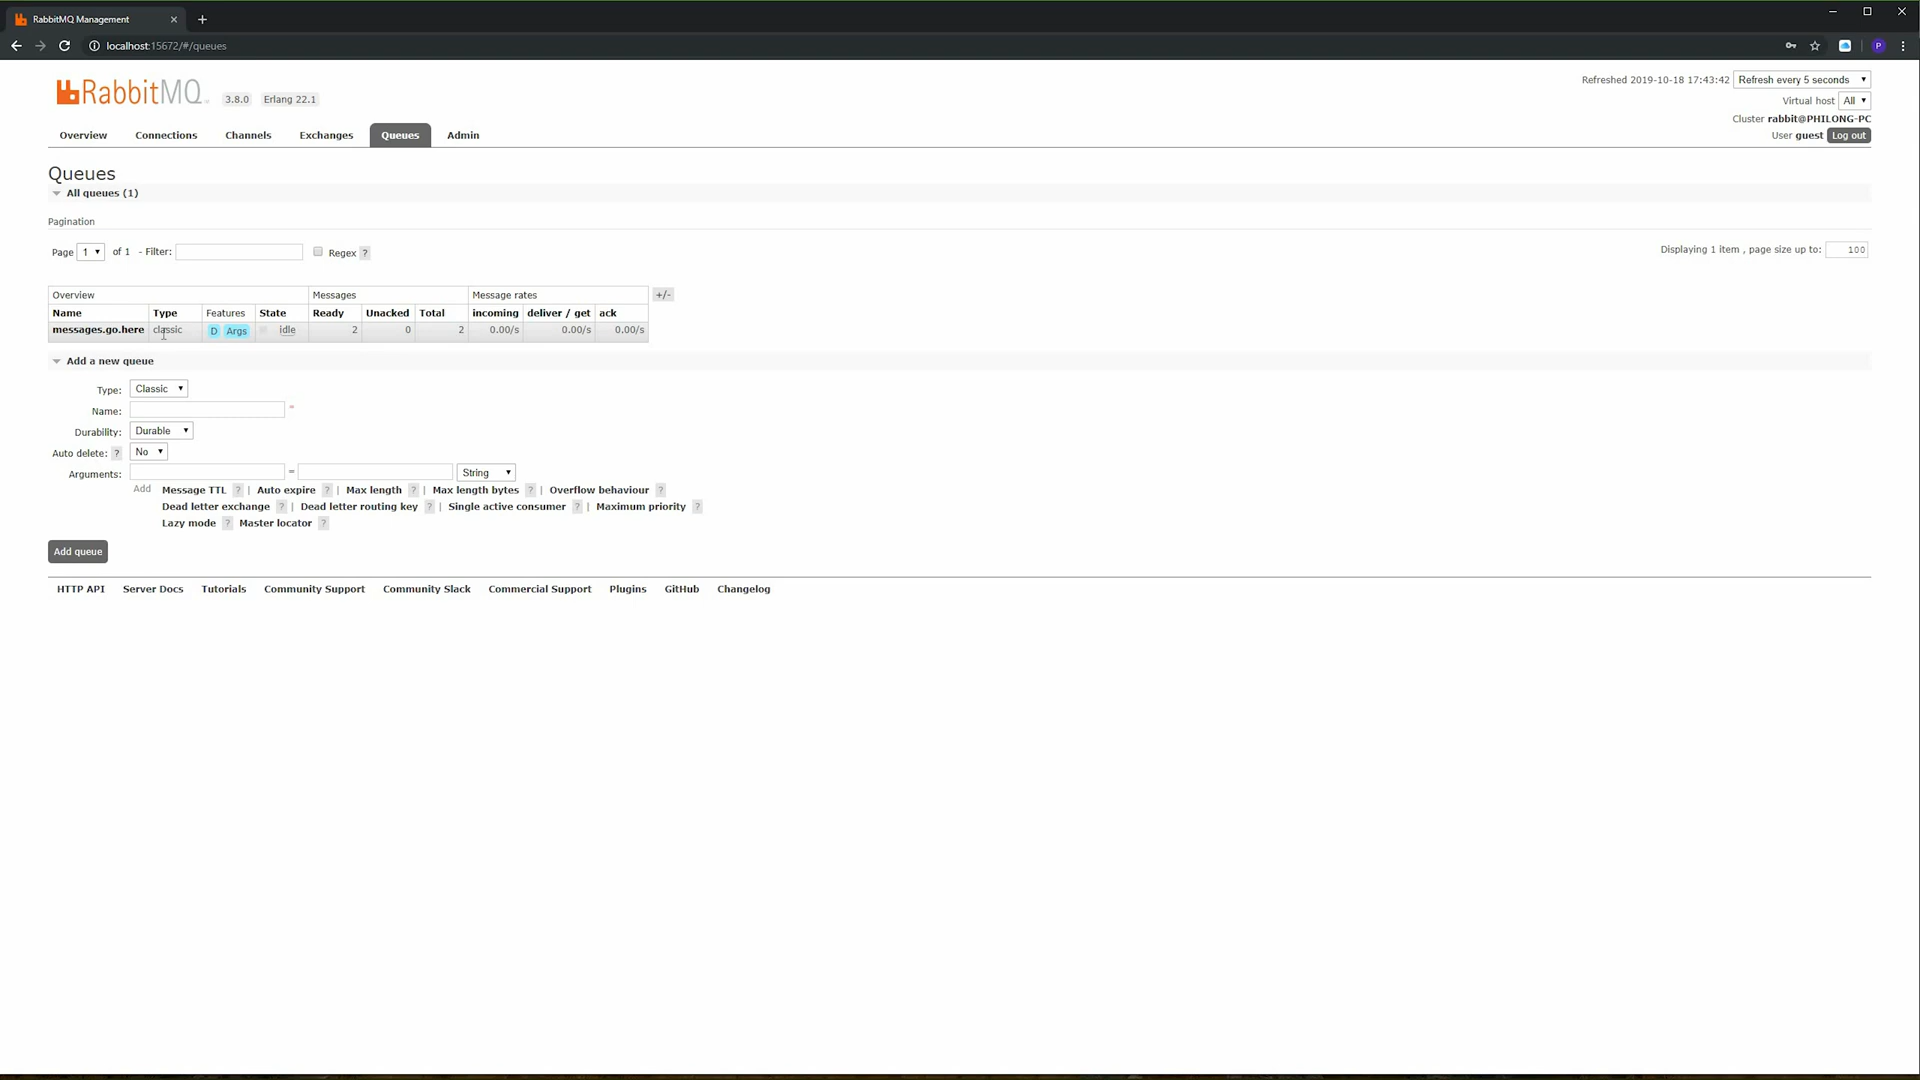 RabbitMQ Management
localhost:15672/#/queues
P
RabbitMQ 3.8.0 Erlang 22.1
Refreshed 2019-10-18 17:43:42 Refresh every 5 seconds
Virtual host All
Cluster rabbit@PHILONG-PC
User guest Log out
Overview Connections Channels Exchanges Queues Admin
Queues
All queues (1)
Pagination
Page 1 of 1 - Filter: Regex ?
Displaying 1 item , page size up to: 100
Overview Messages Message rates +/-
Name Type Features State Ready Unacked Total incoming deliver / get ack
messages.go.here classic D Args idle 2 0 2 0.00/s 0.00/s 0.00/s
Add a new queue
Type: Classic
Name: *
Durability: Durable
Auto delete: ? No
Arguments: = String
Add Message TTL ? | Auto expire ? | Max length ? | Max length bytes ? | Overflow behaviour ?
Dead letter exchange ? | Dead letter routing key ? | Single active consumer ? | Maximum priority ?
Lazy mode ? Master locator ?
Add queue
HTTP API Server Docs Tutorials Community Support Community Slack Commercial Support Plugins GitHub Changelog